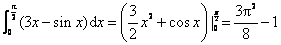 ∫₀^(π/2) (3x − sin x) dx = (3/2 x² + cos x) |₀^(π/2) = 3π²/8 − 1